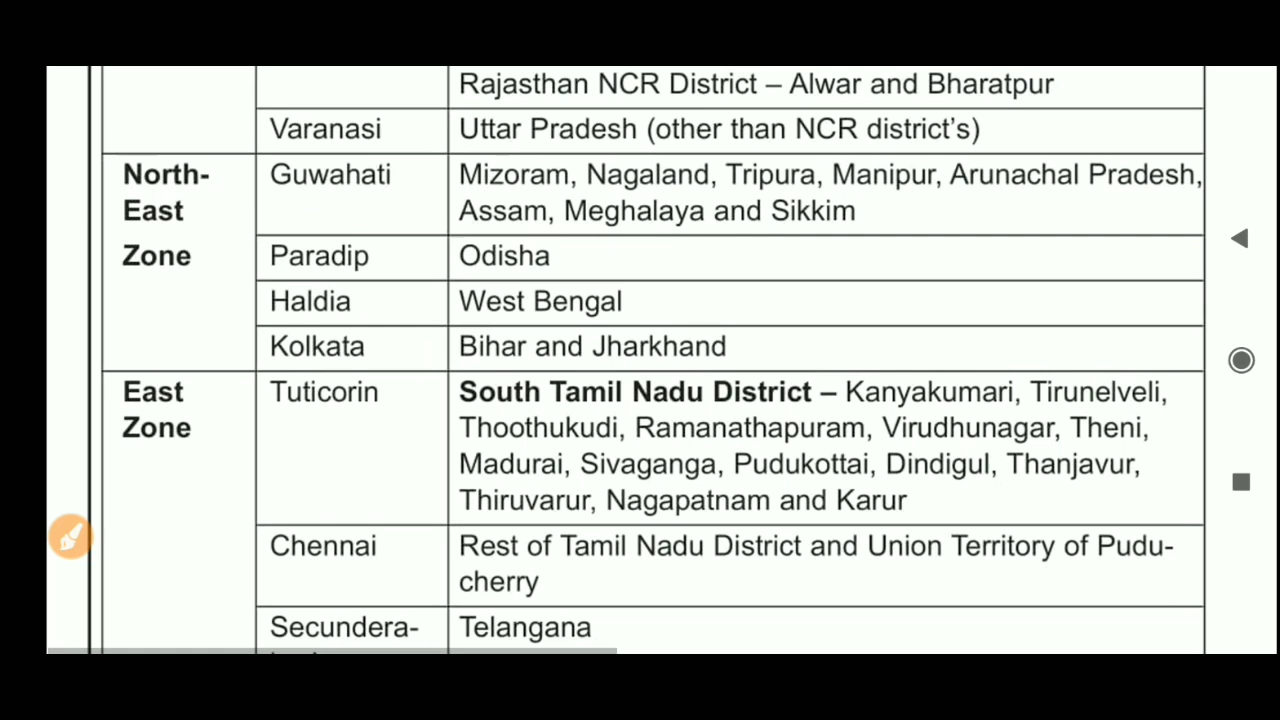 Rajasthan NCR District – Alwar and Bharatpur
Varanasi Uttar Pradesh (other than NCR district's)
North- Guwahati Mizoram, Nagaland, Tripura, Manipur, Arunachal Pradesh,
East Assam, Meghalaya and Sikkim
Zone Paradip Odisha
Haldia West Bengal
Kolkata Bihar and Jharkhand
East Tuticorin South Tamil Nadu District – Kanyakumari, Tirunelveli,
Zone Thoothukudi, Ramanathapuram, Virudhunagar, Theni,
Madurai, Sivaganga, Pudukottai, Dindigul, Thanjavur,
Thiruvarur, Nagapatnam and Karur
Chennai Rest of Tamil Nadu District and Union Territory of Pudu-
cherry
Secundera- Telangana